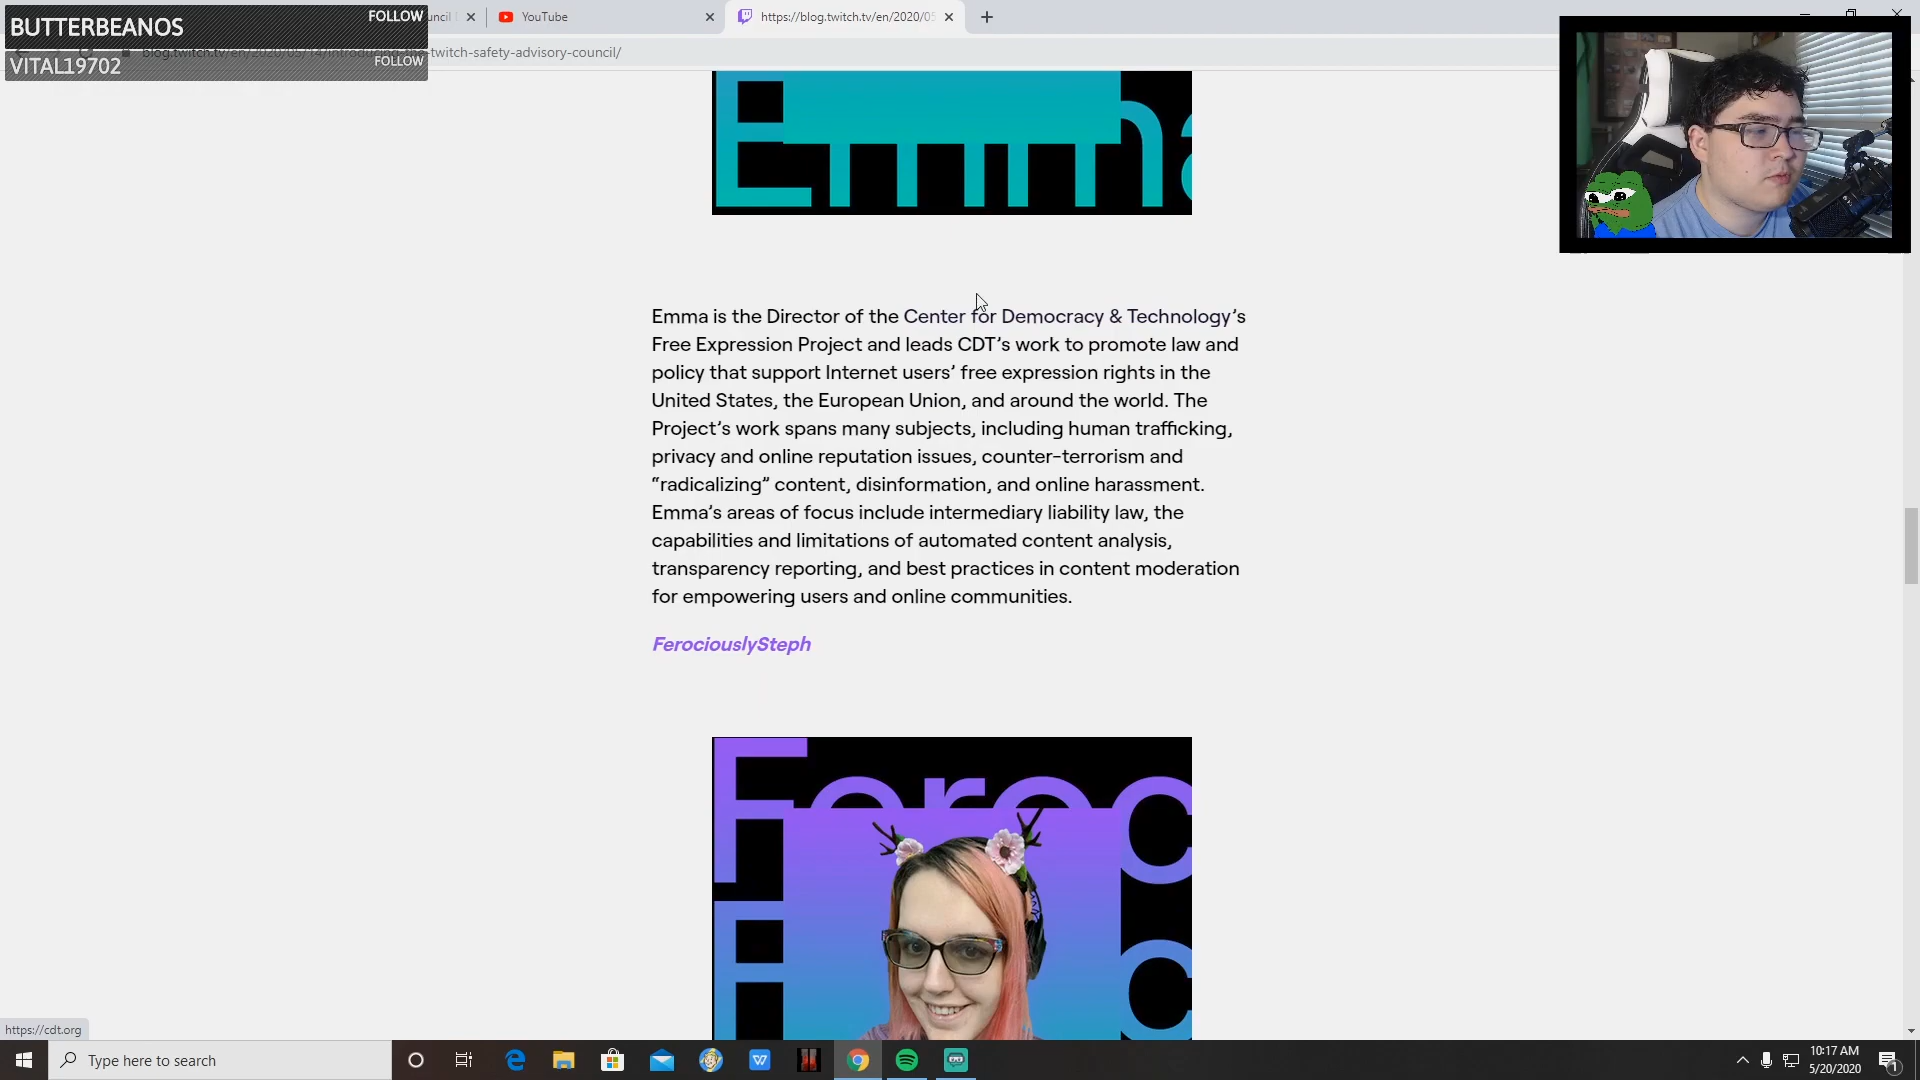 BUTTERBEANOS FOLLOW
VITAL19702 FOLLOW
YouTube
https://blog.twitch.tv/en/2020/05
blog.twitch.tv/en/2020/05/14/introducing-the-twitch-safety-advisory-council/
Emma
Emma is the Director of the Center for Democracy & Technology’s
Free Expression Project and leads CDT’s work to promote law and
policy that support Internet users’ free expression rights in the
United States, the European Union, and around the world. The
Project’s work spans many subjects, including human trafficking,
privacy and online reputation issues, counter-terrorism and
“radicalizing” content, disinformation, and online harassment.
Emma’s areas of focus include intermediary liability law, the
capabilities and limitations of automated content analysis,
transparency reporting, and best practices in content moderation
for empowering users and online communities.
FerociouslySteph
Feroc
https://cdt.org
Type here to search
10:17 AM
5/20/2020
1